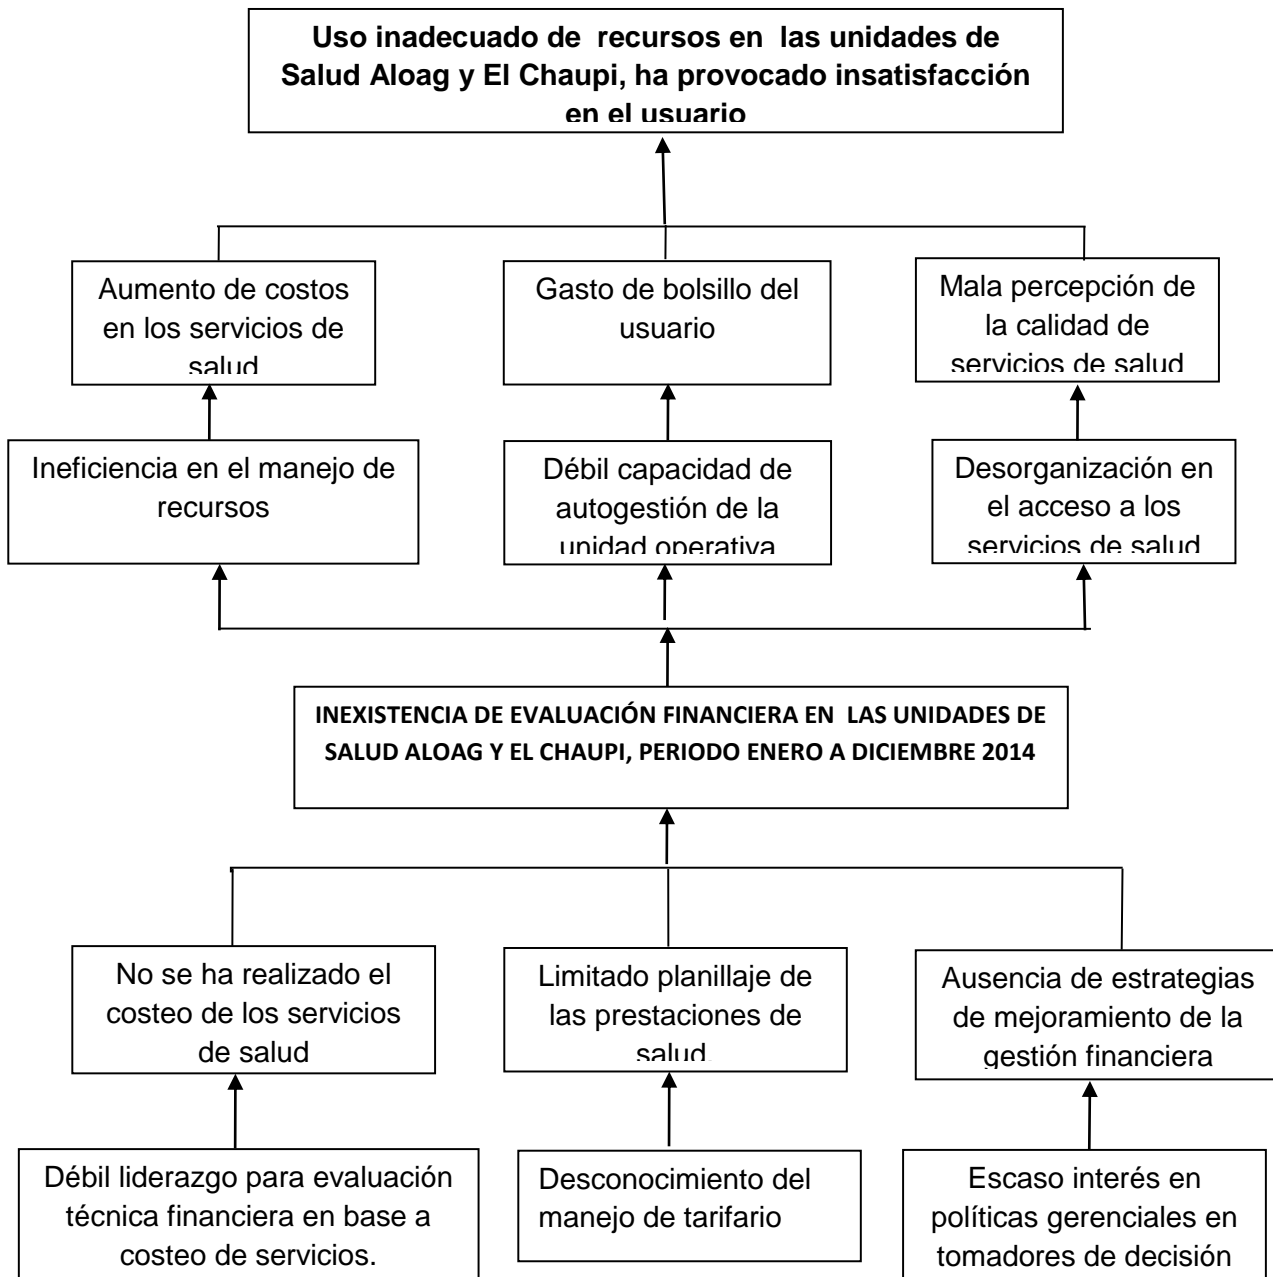 Uso inadecuado de recursos en las unidades de
Salud Aloag y El Chaupi, ha provocado insatisfacción
en el usuario
Aumento de costos
en los servicios de
salud
Gasto de bolsillo del
usuario
Mala percepción de
la calidad de
servicios de salud
Ineficiencia en el manejo de
recursos
Débil capacidad de
autogestión de la
unidad operativa
Desorganización en
el acceso a los
servicios de salud
INEXISTENCIA DE EVALUACIÓN FINANCIERA EN LAS UNIDADES DE
SALUD ALOAG Y EL CHAUPI, PERIODO ENERO A DICIEMBRE 2014
No se ha realizado el
costeo de los servicios
de salud
Limitado planillaje de
las prestaciones de
salud.
Ausencia de estrategias
de mejoramiento de la
gestión financiera
Débil liderazgo para evaluación
técnica financiera en base a
costeo de servicios.
Desconocimiento del
manejo de tarifario
Escaso interés en
políticas gerenciales en
tomadores de decisión